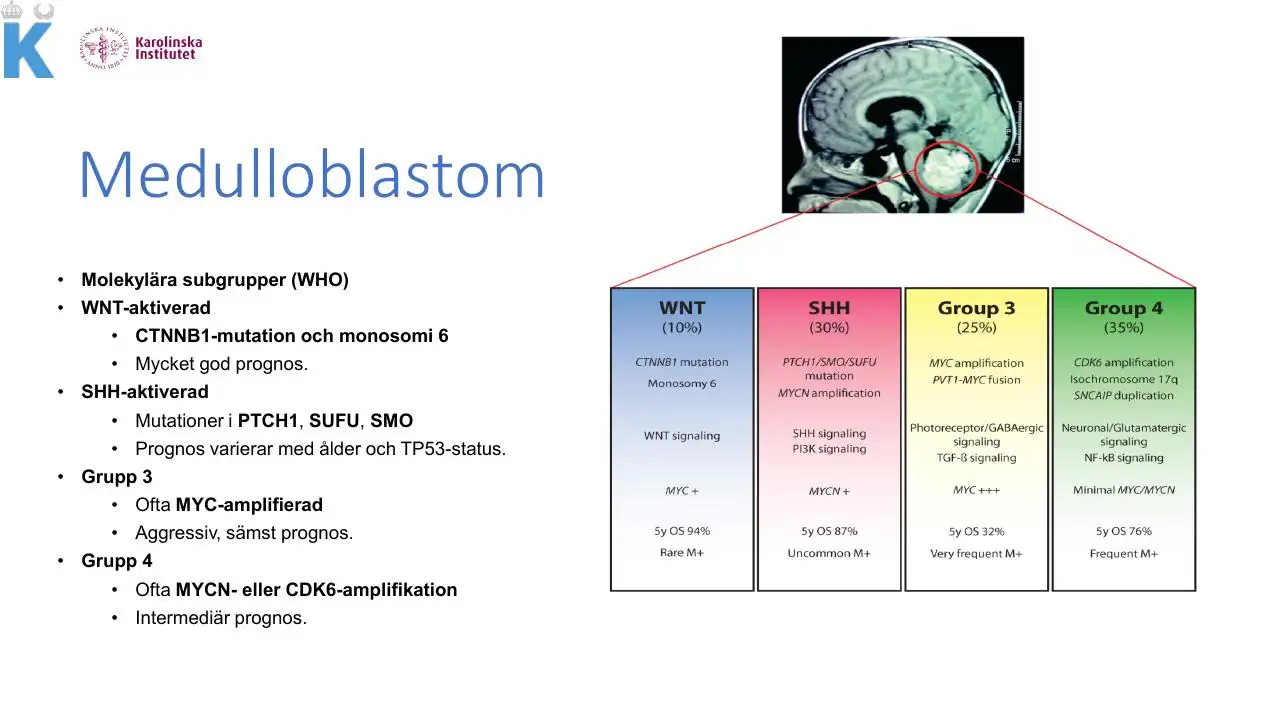 K
Karolinska
Institutet
Medulloblastom
• Molekylära subgrupper (WHO)
• WNT-aktiverad
• CTNNB1-mutation och monosomi 6
• Mycket god prognos.
• SHH-aktiverad
• Mutationer i PTCH1, SUFU, SMO
• Prognos varierar med ålder och TP53-status.
• Grupp 3
• Ofta MYC-amplifierad
• Aggressiv, sämst prognos.
• Grupp 4
• Ofta MYCN- eller CDK6-amplifikation
• Intermediär prognos.
WNT
(10%)
CTNNB1 mutation
Monosomy 6
WNT signaling
MYC +
5y OS 94%
Rare M+
SHH
(30%)
PTCH1/SMO/SUFU
mutation
MYCN amplification
SHH signaling
PI3K signaling
MYCN +
5y OS 87%
Uncommon M+
Group 3
(25%)
MYC amplification
PVT1-MYC fusion
Photoreceptor/GABAergic
signaling
TGF-ß signaling
MYC +++
5y OS 32%
Very frequent M+
Group 4
(35%)
CDK6 amplification
Isochromosome 17q
SNCAIP duplication
Neuronal/Glutamatergic
signaling
NF-kB signaling
Minimal MYC/MYCN
5y OS 76%
Frequent M+